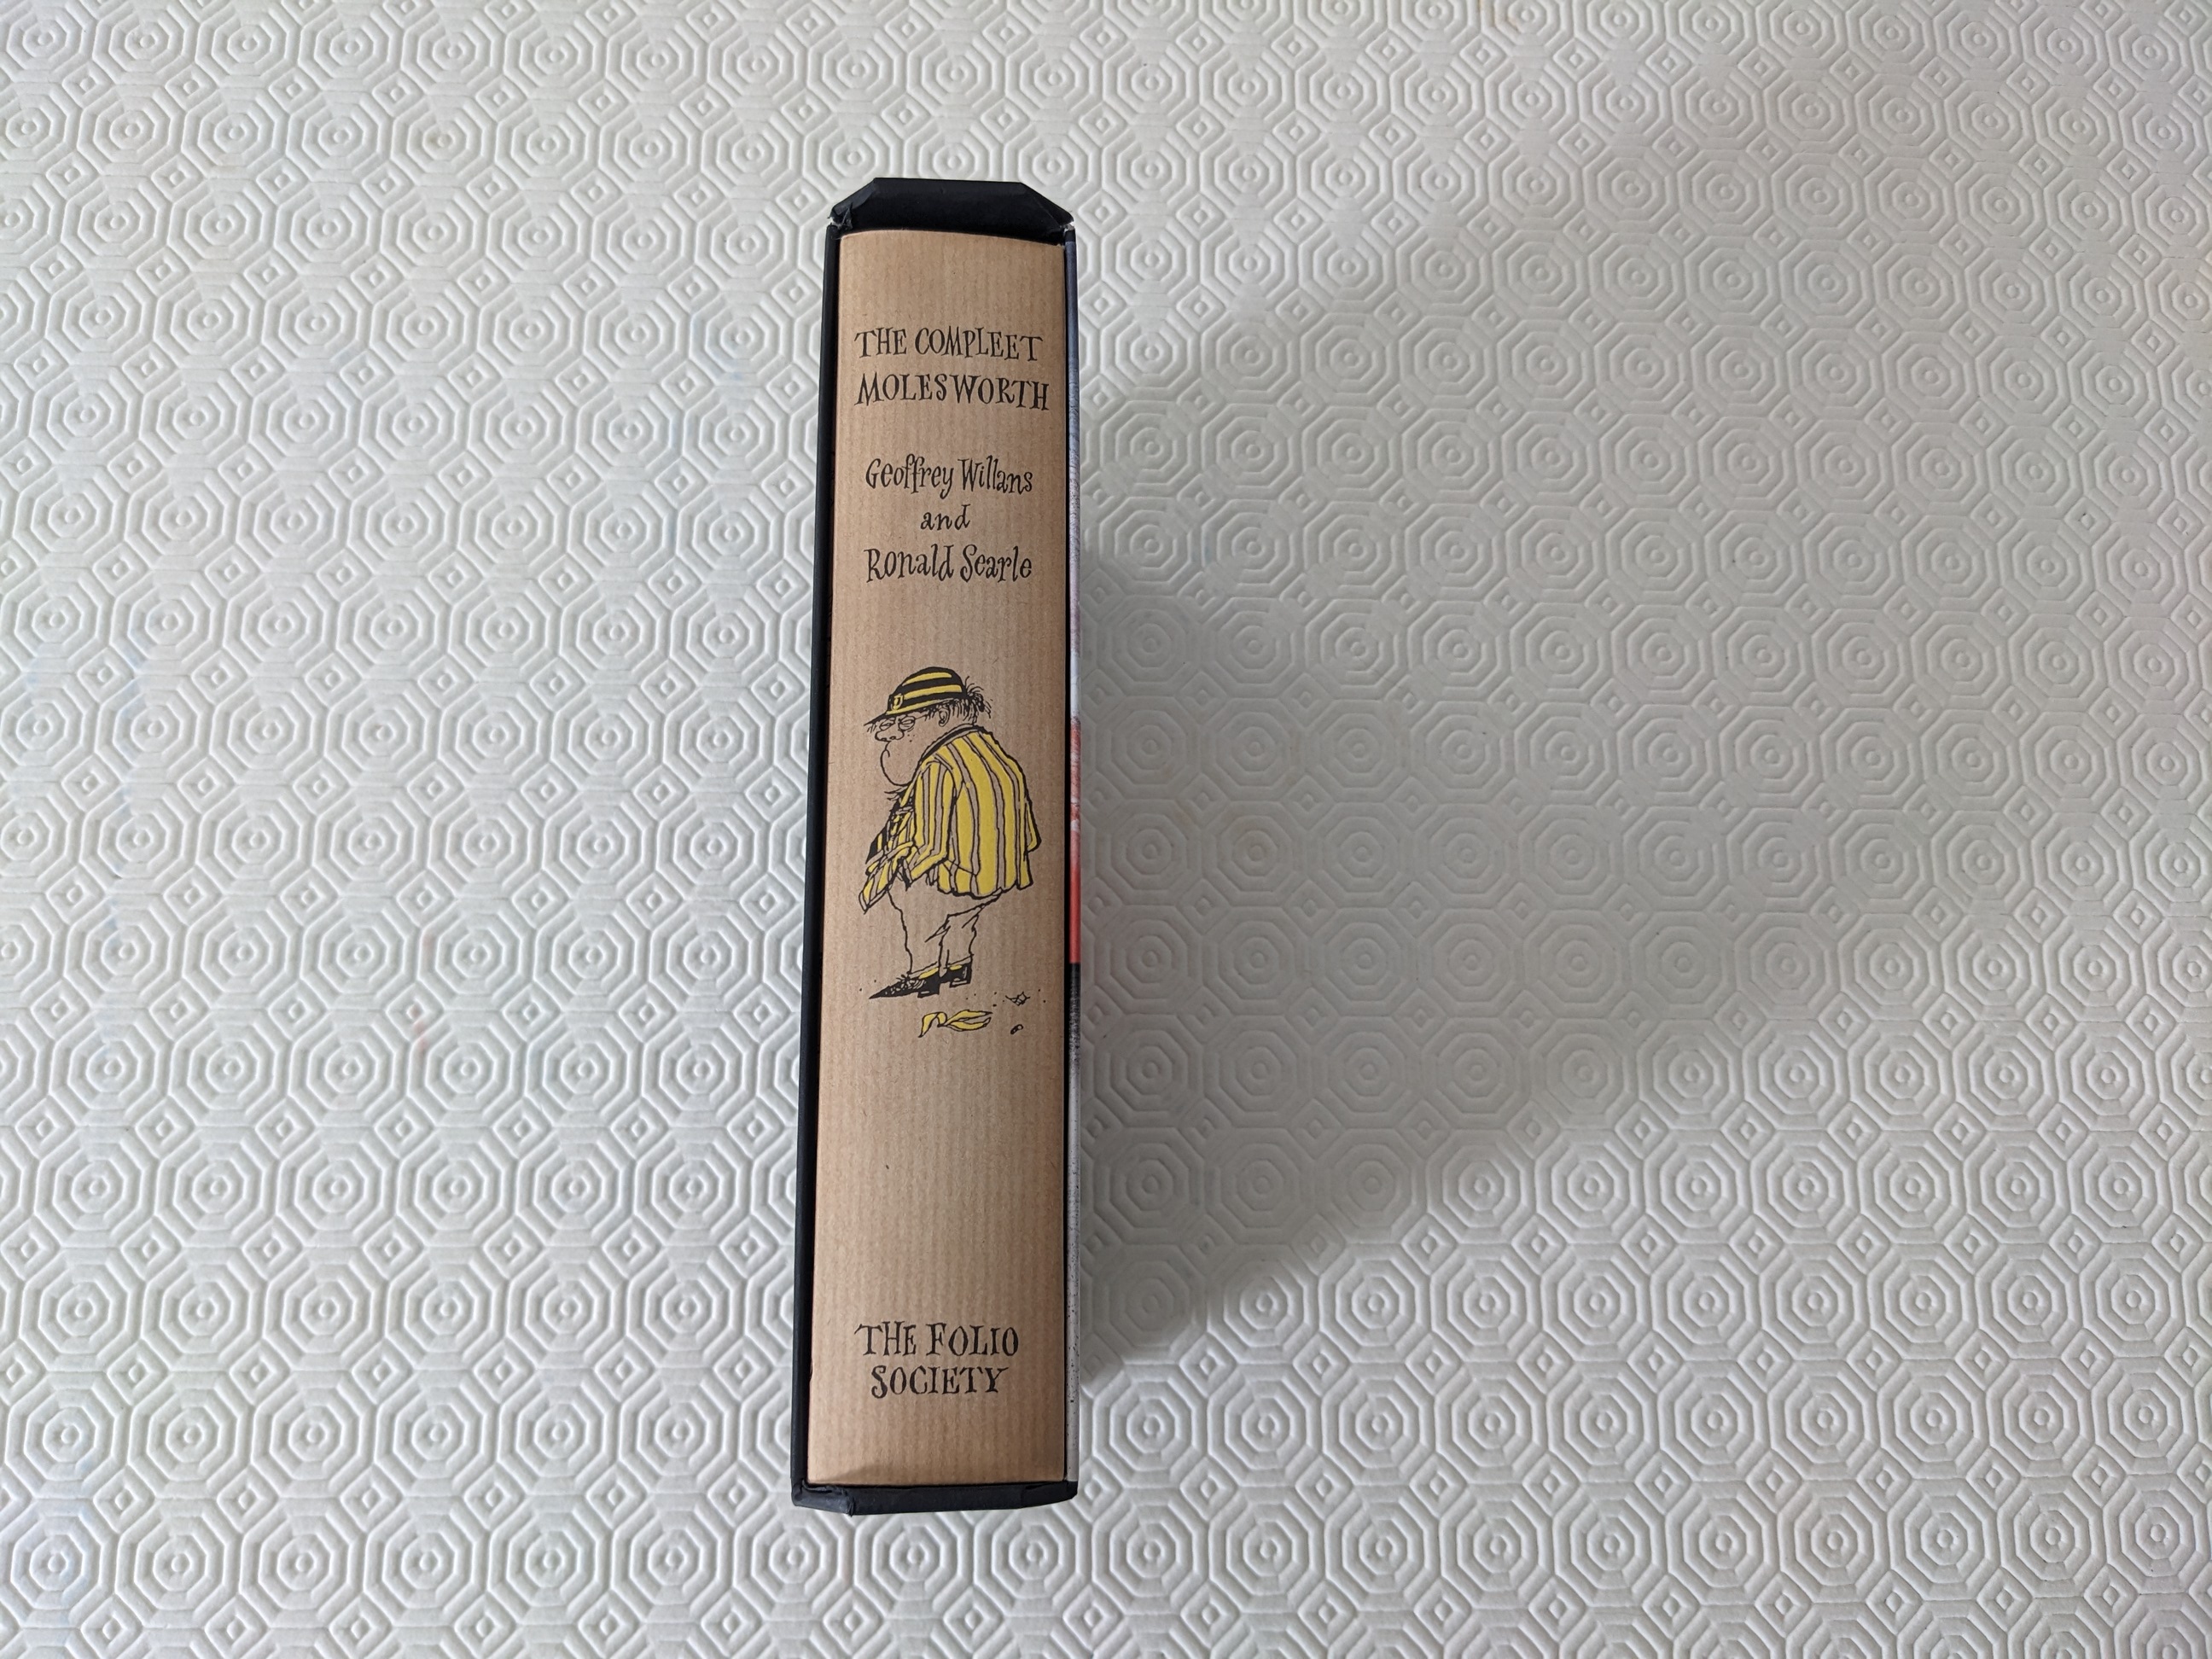 THE COMPLEET
MOLESWORTH
Geoffrey Willans
and
Ronald Searle
THE FOLIO
SOCIETY